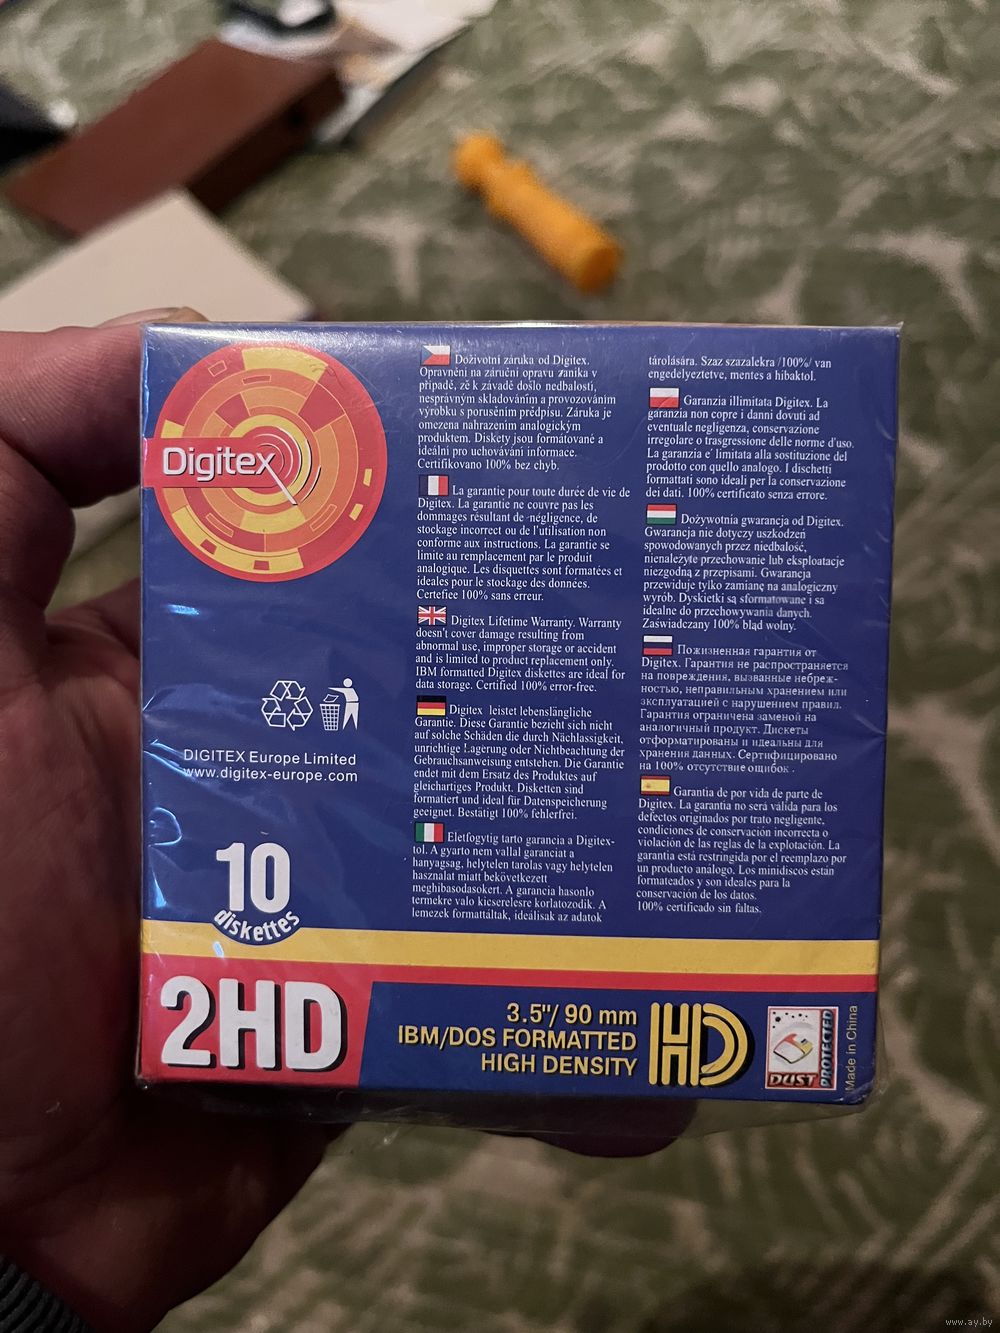 Digitex
DIGITEX Europe Limited
www.digitex-europe.com
10
diskettes
Doživotní záruka od Digitex.
Oprávnění na záruční opravu zaniká v
případě, zě k závadě došlo nedbalosti,
nesprávným skladováním a provozováním
výrobku s porusěním prědpisu. Záruka je
omezena nahrazením analogickým
produktem. Diskety jsou formátované a
ideální pro uchovávání informace.
Certifikovano 100% bez chyb.
La garantie pour toute durée de vie de
Digitex. La garantie ne couvre pas les
dommages résultant de négligence, de
stockage incorrect ou de l'utilisation non
conforme aux instructions. La garantie se
limite au remplacement par le produit
analogique. Les disquettes sont formatées et
idéales pour le stockage des données.
Certefiee 100% sans erreur.
Digitex Lifetime Warranty. Warranty
doesn't cover damage resulting from
abnormal use, improper storage or accident
and is limited to product replacement only.
IBM formatted Digitex diskettes are ideal for
data storage. Certified 100% error-free.
Digitex leistet lebenslängliche
Garantie. Diese Garantie bezieht sich nicht
auf solche Schäden die durch Nächlassigkeit,
unrichtige Lagerung oder Nichtbeachtung der
Gebrauchsanweisung entstehen. Die Garantie
endet mit dem Ersatz des Produktes auf
gleichartiges Produkt. Disketten sind
formatiert und ideal für Datenspeicherung
geeignet. Bestätigt 100% fehlerfrei.
Eletfogytig tarto garancia a Digitex-
tol. A gyarto nem vallal garanciat a
hanyagsag, helytelen tarolas vagy helytelen
hasznalat miatt bekövetkezett
meghibasodasokert. A garancia hasonlo
termekre valo kicserelesre korlatozodik. A
lemezek formattáltak, ideálisak az adatok
tárolására. Szaz szazalekra /100%/ van
engedelyeztetve, mentes a hibaktol.
Garanzia illimitata Digitex. La
garanzia non copre i danni dovuti ad
eventuale negligenza, conservazione
irregolare o trasgressione delle norme d'uso.
La garanzia e' limitata alla sostituzione del
prodotto con quello analogo. I dischetti
formattati sono ideali per la conservazione
dei dati. 100% certificato senza errore.
Dożywotnia gwarancja od Digitex.
Gwarancja nie dotyczy uszkodzeń
spowodowanych przez niedbalość,
nienależyte przechowanie lub eksploatacje
niezgodną z przepisami. Gwarancja
przewiduje tylko zamianę na analogiczny
wyrób. Dyskietki są sformatowane i są
idealne do przechowywania danych.
Zaświadczany 100% błąd wolny.
Пожизненная гарантия от
Digitex. Гарантия не распространяется
на повреждения, вызванные небреж-
ностью, неправильным хранением или
эксплуатацией с нарушением правил.
Гарантия ограничена заменой на
аналогичный продукт. Дискеты
отформатированы и идеальны для
хранения данных. Сертифицировано
на 100% отсутствие ошибок .
Garantia de por vida de parte de
Digitex. La garantia no será válida para los
defectos originados por trato negligente,
condiciones de conservación incorrecta o
violación de las reglas de la explotación. La
garantia está restringida por el reemplazo por
un producto análogo. Los minidiscos están
formateados y son ideales para la
conservación de los datos.
100% certificado sin faltas.
2HD
3.5"/ 90 mm
IBM/DOS FORMATTED
HIGH DENSITY
HD
DUST
PROTECTED
Made in China
www.ay.by